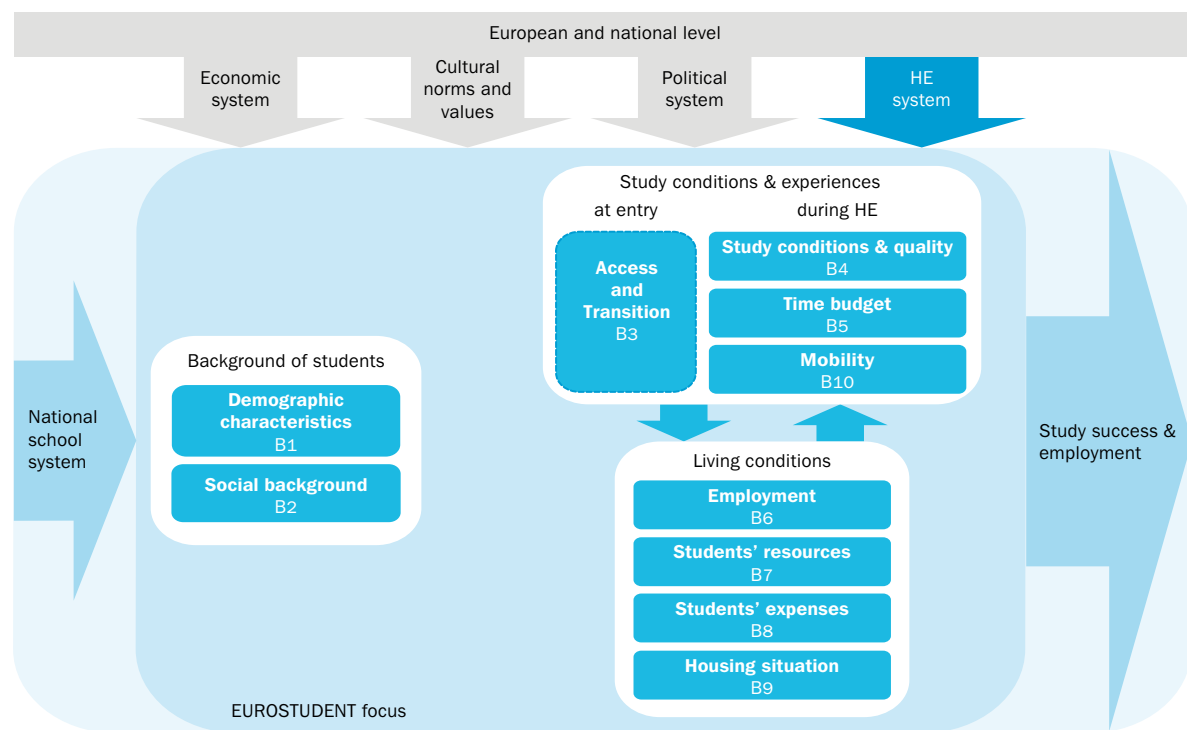 European and national level
Economic
system
Cultural
norms and
values
Political
system
HE
system
Study conditions & experiences
at entry
during HE
Access
and
Transition
B3
Study conditions & quality
B4
Time budget
B5
Mobility
B10
Background of students
Demographic
characteristics
B1
Social background
B2
National
school
system
Study success &
employment
Living conditions
Employment
B6
Students’ resources
B7
Students’ expenses
B8
Housing situation
B9
EUROSTUDENT focus